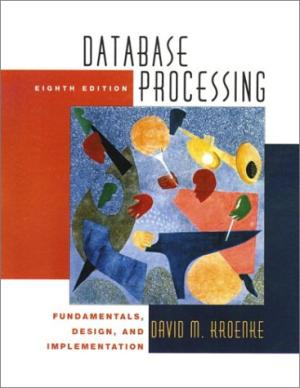 DATABASE
EIGHTH EDITION
PROCESSING
FUNDAMENTALS,
DESIGN, AND
IMPLEMENTATION
DAVID M. KROENKE